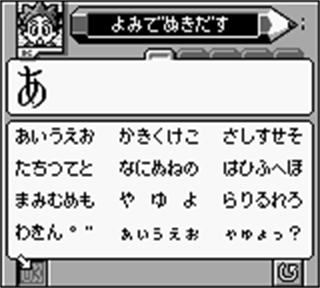 よみで"ぬきだ"す
あ
あいうえお かきくけこ さしすせそ
たちつてと なにぬねの はひふへほ
まみむめも や ゆ よ らりるれろ
わをん ° " ぁぃぅぇぉ ゃゅょっ?